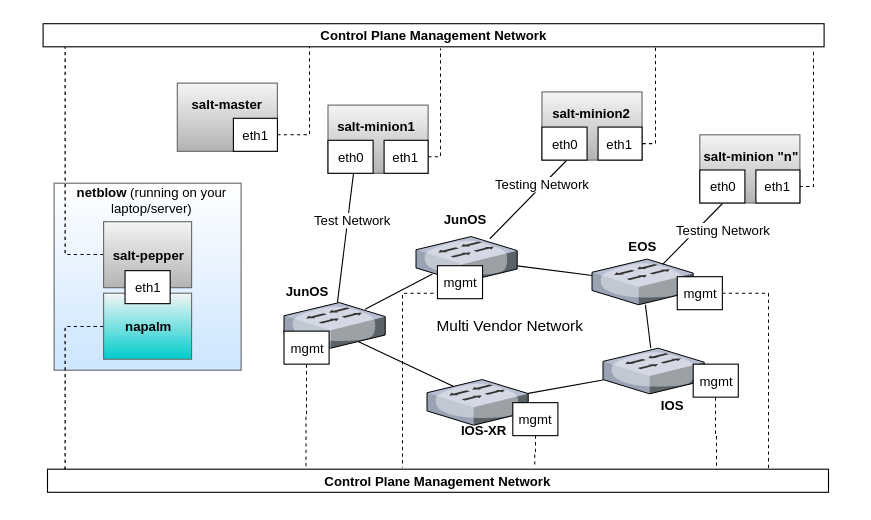 Control Plane Management Network
salt-master
eth1
salt-minion1
eth0
eth1
salt-minion2
eth0
eth1
salt-minion "n"
eth0
eth1
netblow (running on your
laptop/server)
salt-pepper
eth1
napalm
Test Network
Testing Network
Testing Network
JunOS
mgmt
EOS
mgmt
JunOS
mgmt
Multi Vendor Network
mgmt
IOS
mgmt
IOS-XR
Control Plane Management Network